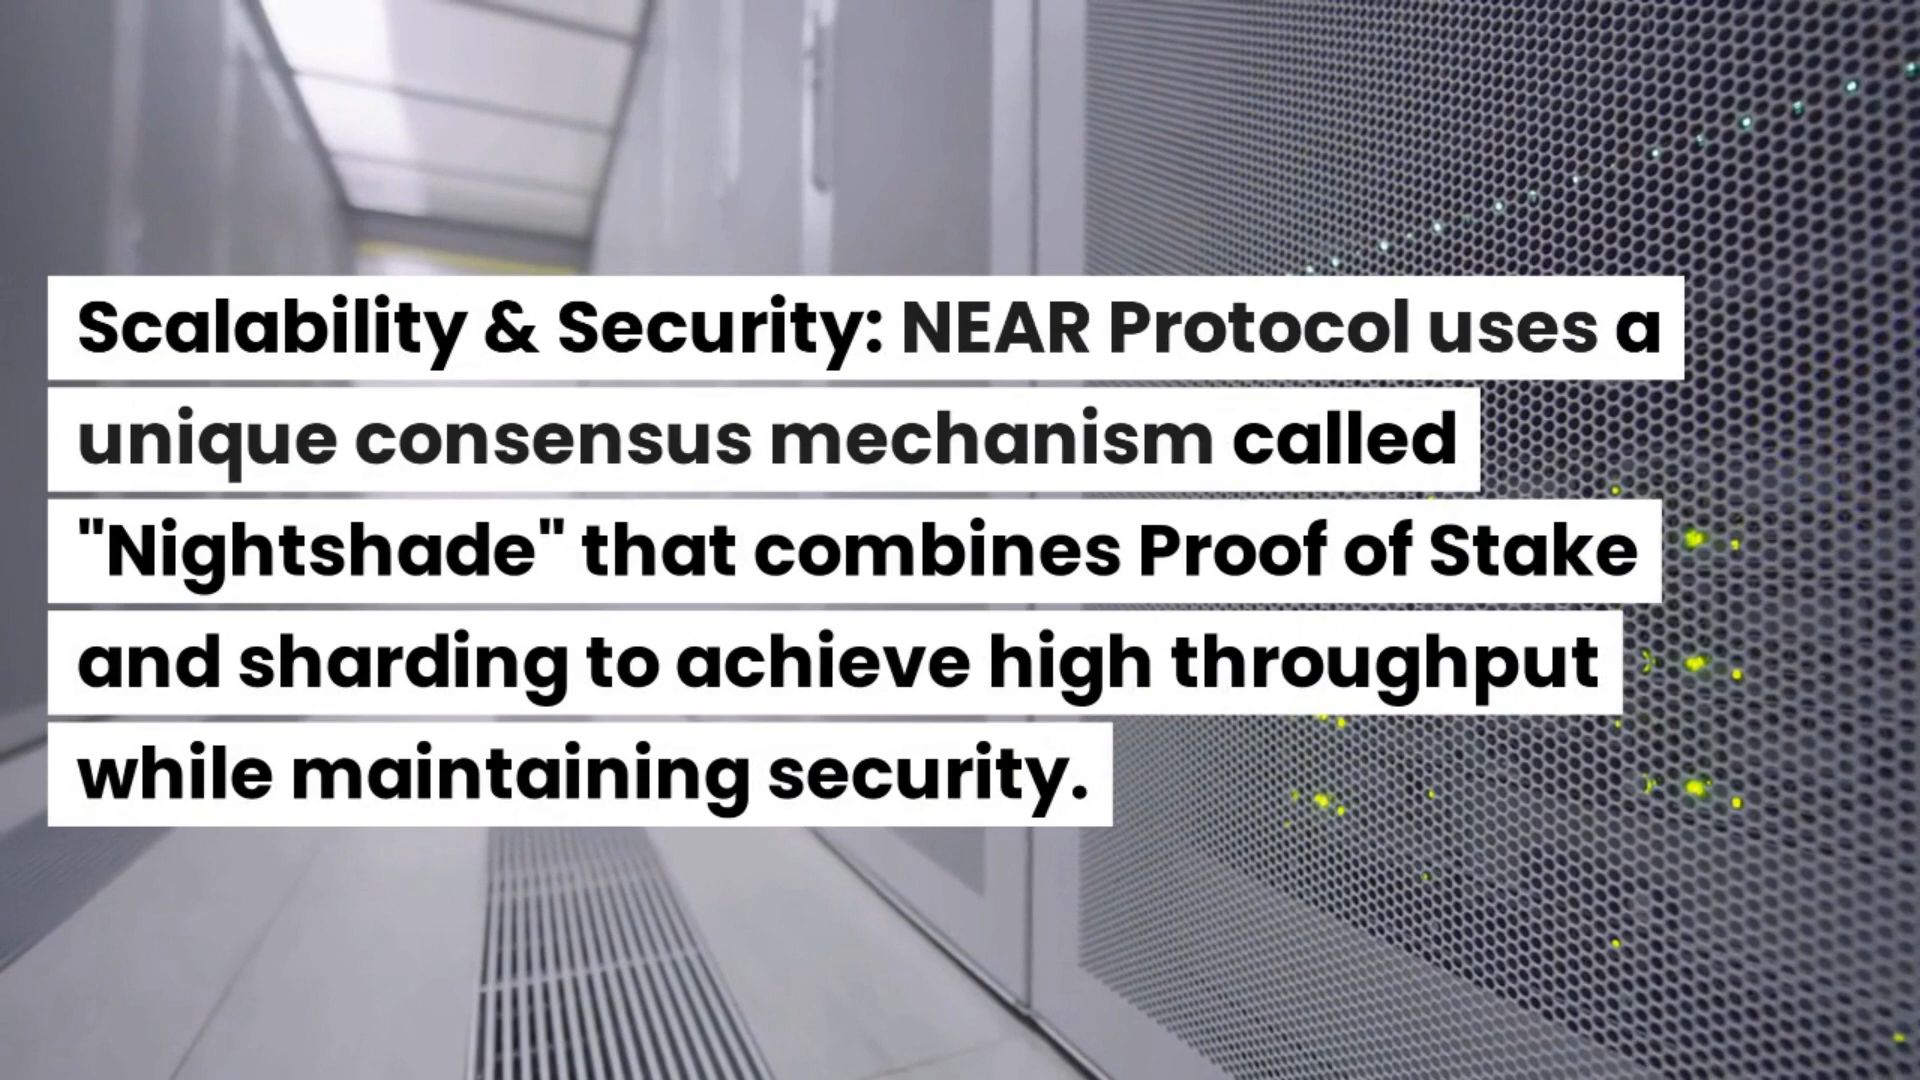 Scalability & Security: NEAR Protocol uses a
unique consensus mechanism called
"Nightshade" that combines Proof of Stake
and sharding to achieve high throughput
while maintaining security.